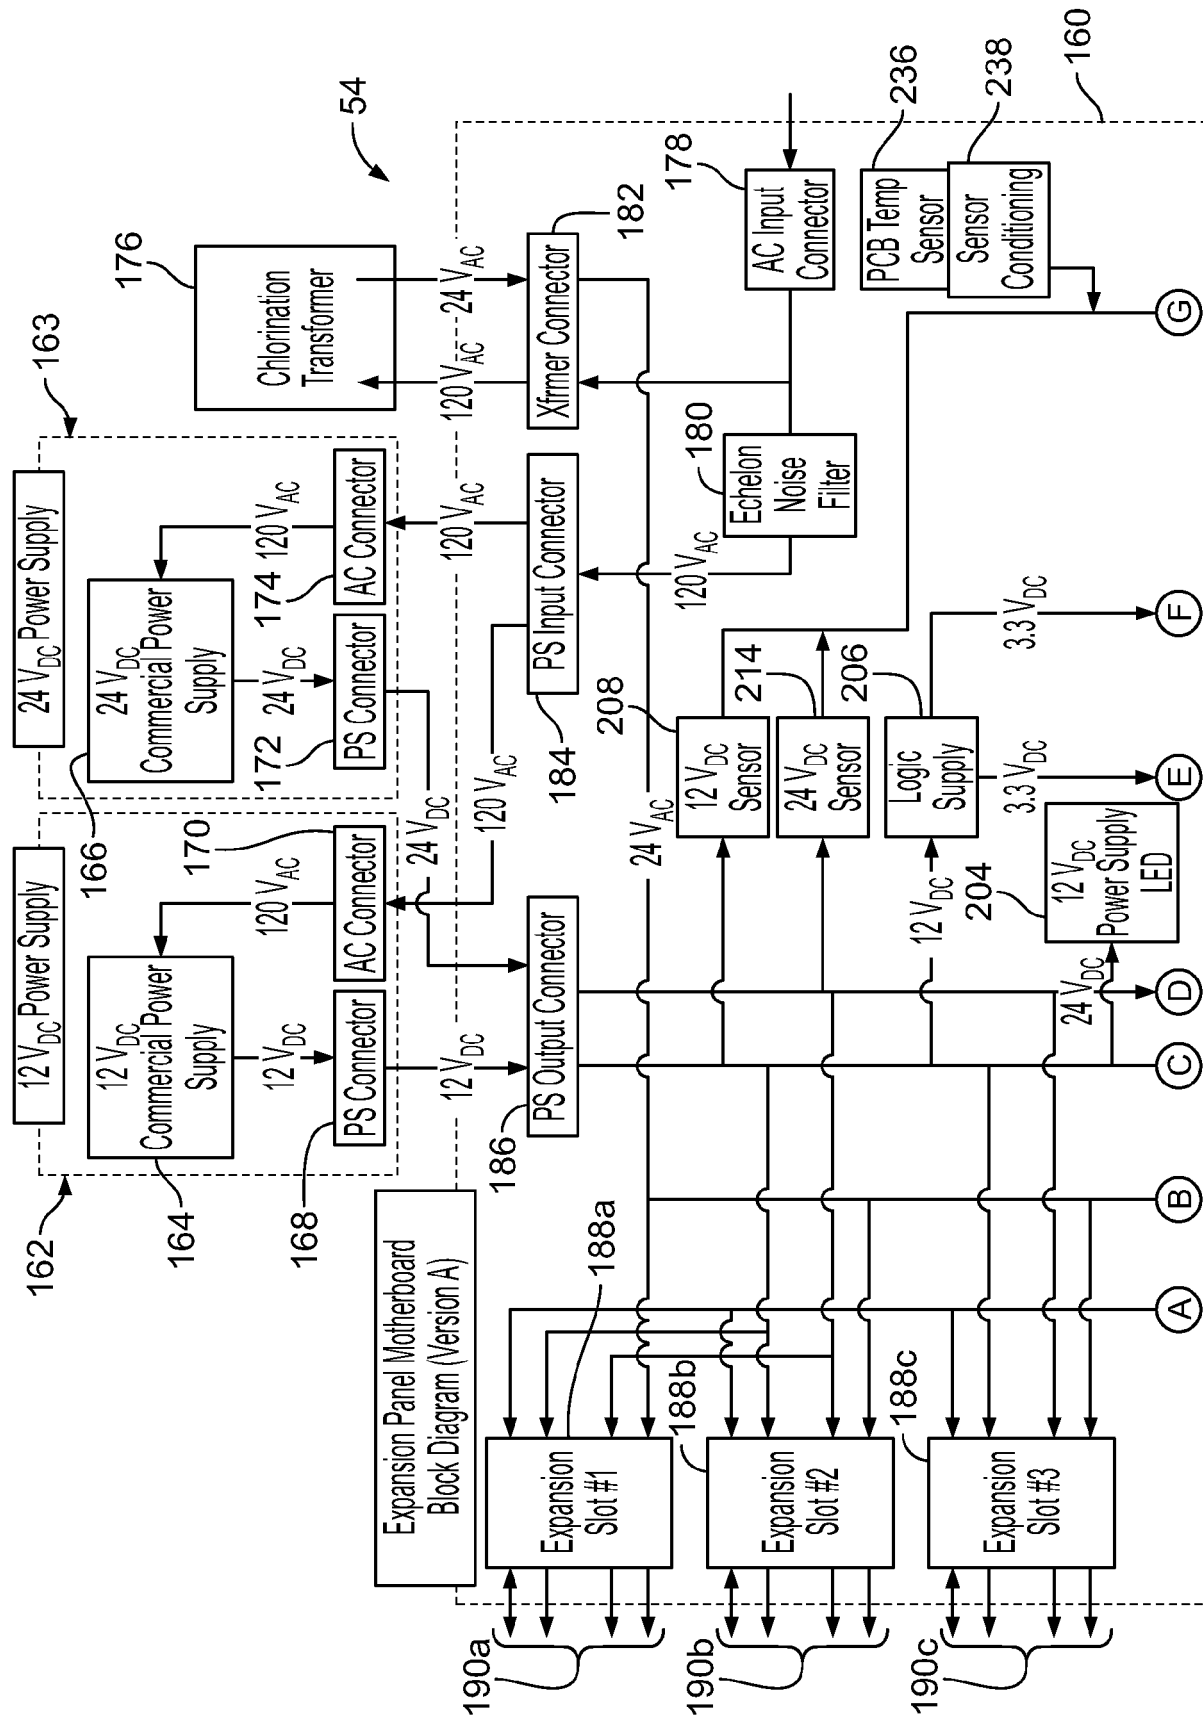 12 VDC Power Supply
24 VDC Power Supply
162
163
12 VDC
Commercial Power
Supply
164
12 VDC
120 VAC
170
PS Connector
168
AC Connector
166
24 VDC
Commercial Power
Supply
24 VDC
120 VAC
174
172
PS Connector
AC Connector
176
Chlorination
Transformer
54
Expansion Panel Motherboard
Block Diagram (Version A)
12 VDC
24 VDC
120 VAC
120 VAC
120 VAC
24 VAC
186
PS Output Connector
184
PS Input Connector
Xfrmer Connector
182
188a
Expansion
Slot #1
190a
24 VAC
120 VAC
180
Echelon
Noise
Filter
178
AC Input
Connector
208
12 VDC
Sensor
214
24 VDC
Sensor
188b
Expansion
Slot #2
190b
206
Logic
Supply
12 VDC
3.3 VDC
3.3 VDC
PCB Temp
Sensor
236
Sensor
Conditioning
238
188c
Expansion
Slot #3
190c
204
12 VDC
Power Supply
LED
24 VDC
160
A
B
C
D
E
F
G